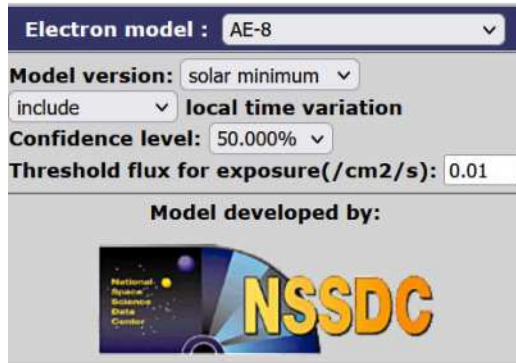 Electron model : AE-8
Model version: solar minimum
include local time variation
Confidence level: 50.000%
Threshold flux for exposure(/cm2/s): 0.01
Model developed by:
National
Space
Science
Data
Center
NSSDC